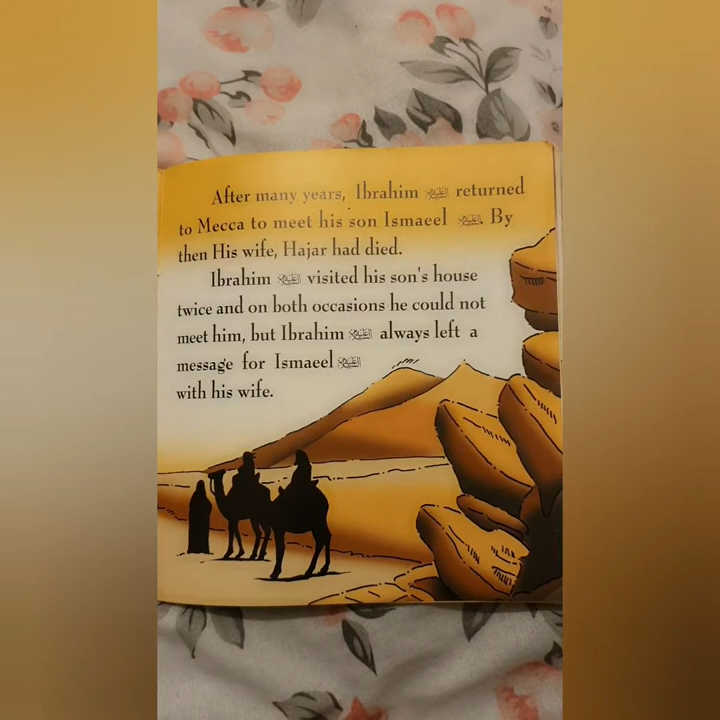 After many years, Ibrahim returned
to Mecca to meet his son Ismaeel . By
then His wife, Hajar had died.
Ibrahim visited his son's house
twice and on both occasions he could not
meet him, but Ibrahim always left a
message for Ismaeel
with his wife.